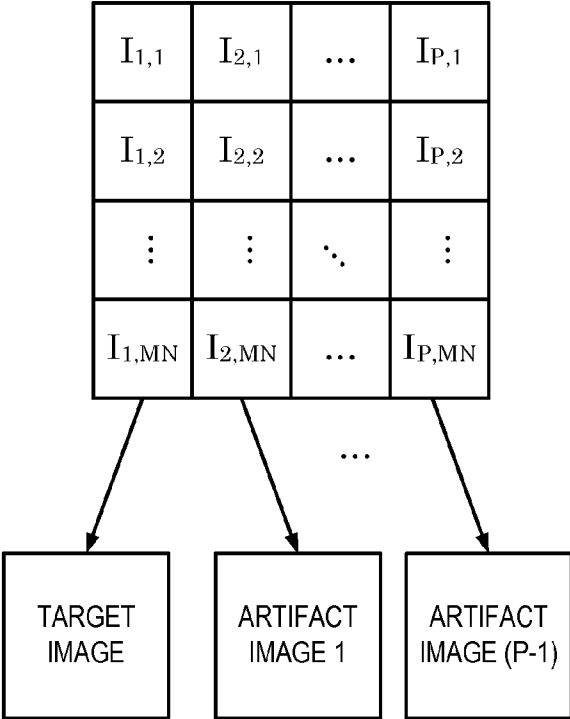 I1,1 I2,1 ... IP,1
I1,2 I2,2 ... IP,2
⋮ ⋮ ⋱ ⋮
I1,MN I2,MN ... IP,MN
...
TARGET ARTIFACT ARTIFACT
IMAGE IMAGE 1 IMAGE (P-1)